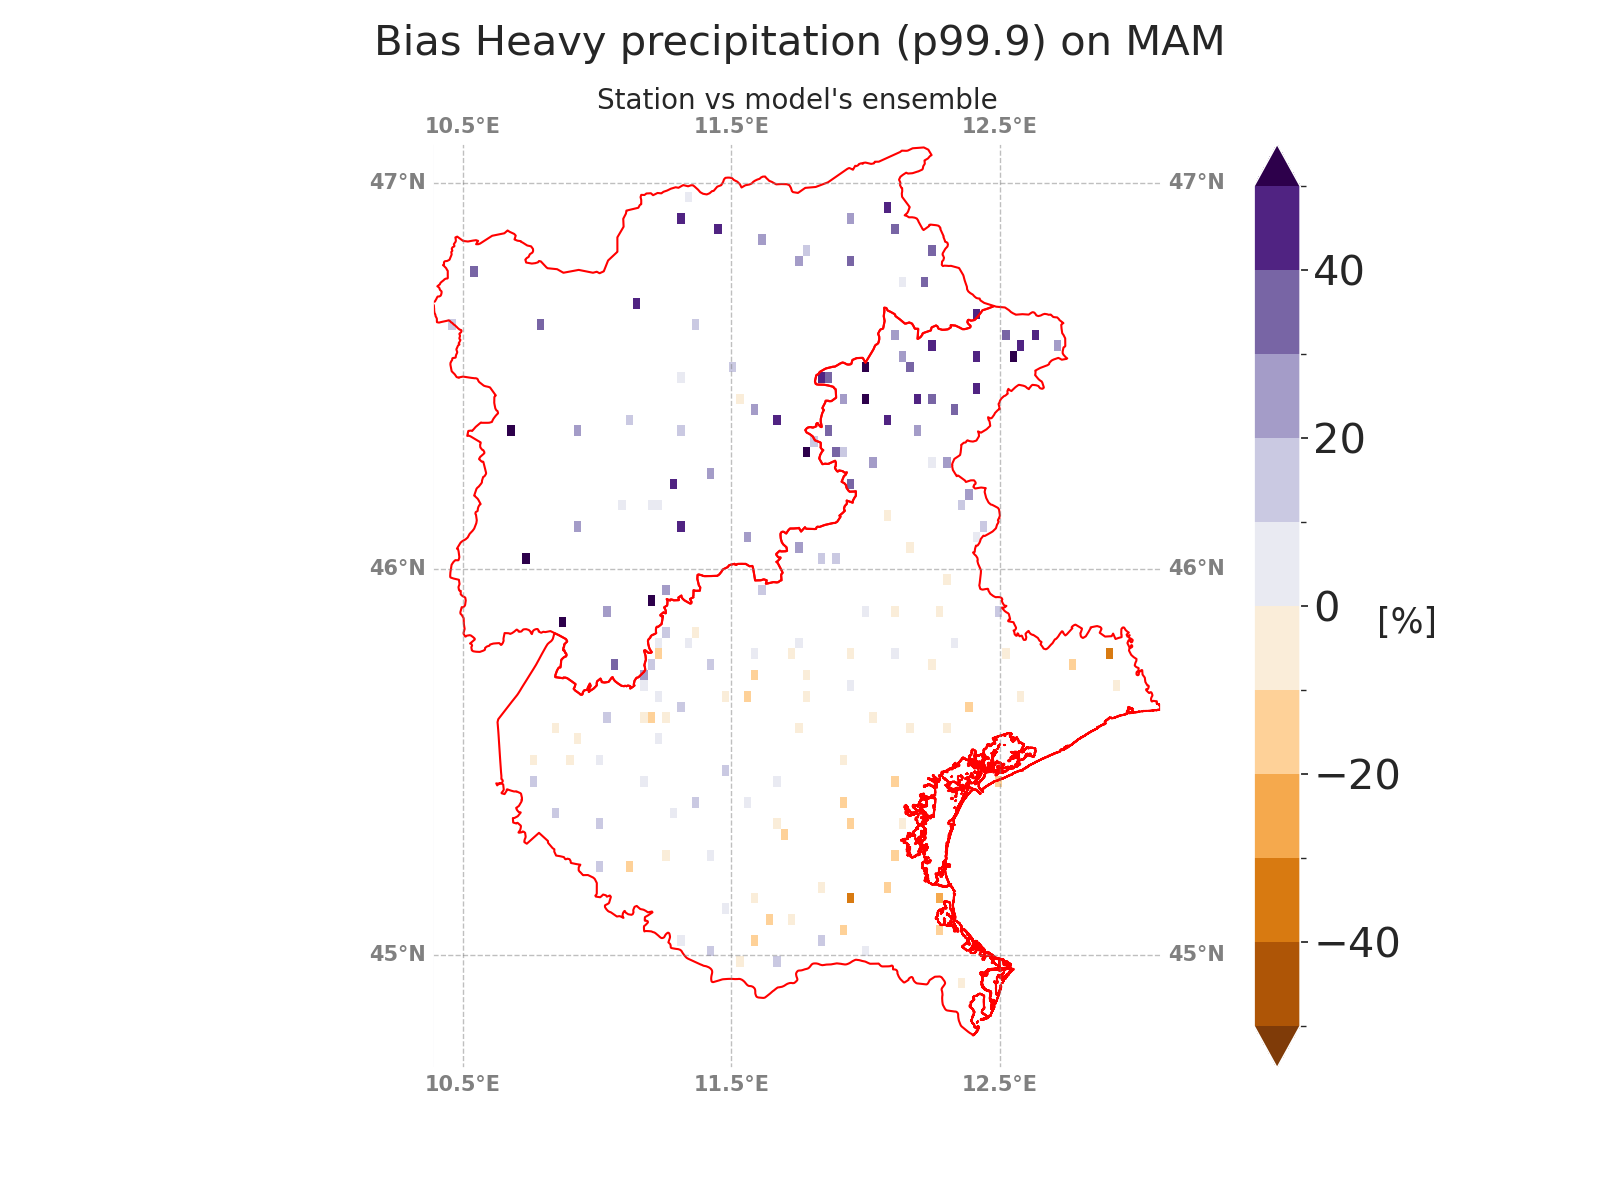 Bias Heavy precipitation (p99.9) on MAM
Station vs model's ensemble
10.5°E 11.5°E 12.5°E
47°N 47°N
40
20
46°N 46°N
0 [%]
−20
−40
45°N 45°N
10.5°E 11.5°E 12.5°E